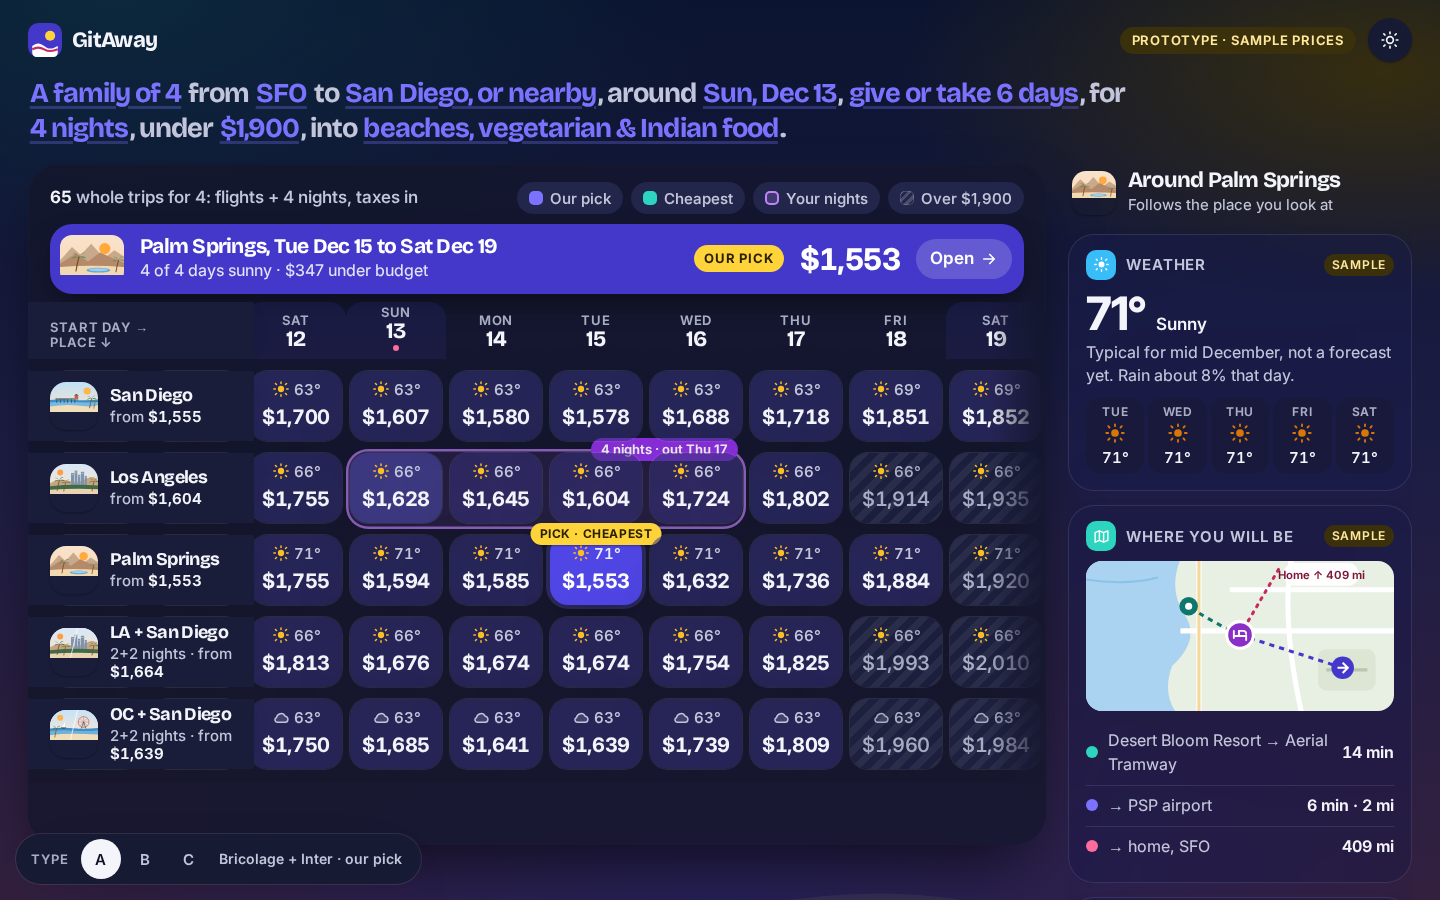 GitAway
PROTOTYPE · SAMPLE PRICES
A family of 4 from SFO to San Diego, or nearby, around Sun, Dec 13, give or take 6 days, for
4 nights, under $1,900, into beaches, vegetarian & Indian food.
65 whole trips for 4: flights + 4 nights, taxes in
Our pick
Cheapest
Your nights
Over $1,900
Palm Springs, Tue Dec 15 to Sat Dec 19
4 of 4 days sunny · $347 under budget
OUR PICK
$1,553
Open →
START DAY →
PLACE ↓
SAT 12
SUN 13
MON 14
TUE 15
WED 16
THU 17
FRI 18
SAT 19
San Diego
from $1,555
63° 63° 63° 63° 63° 63° 69° 69°
$1,700 $1,607 $1,580 $1,578 $1,688 $1,718 $1,851 $1,852
4 nights · out Thu 17
Los Angeles
from $1,604
66° 66° 66° 66° 66° 66° 66° 66°
$1,755 $1,628 $1,645 $1,604 $1,724 $1,802 $1,914 $1,935
PICK · CHEAPEST
Palm Springs
from $1,553
71° 71° 71° 71° 71° 71° 71° 71°
$1,755 $1,594 $1,585 $1,553 $1,632 $1,736 $1,884 $1,920
LA + San Diego
2+2 nights · from
$1,664
66° 66° 66° 66° 66° 66° 66° 66°
$1,813 $1,676 $1,674 $1,674 $1,754 $1,825 $1,993 $2,010
OC + San Diego
2+2 nights · from
$1,639
63° 63° 63° 63° 63° 63° 63° 63°
$1,750 $1,685 $1,641 $1,639 $1,739 $1,809 $1,960 $1,984
TYPE A B C Bricolage + Inter · our pick
Around Palm Springs
Follows the place you look at
WEATHER
SAMPLE
71° Sunny
Typical for mid December, not a forecast
yet. Rain about 8% that day.
TUE WED THU FRI SAT
71° 71° 71° 71° 71°
WHERE YOU WILL BE
SAMPLE
Home ↑ 409 mi
Desert Bloom Resort → Aerial
Tramway
14 min
→ PSP airport
6 min · 2 mi
→ home, SFO
409 mi